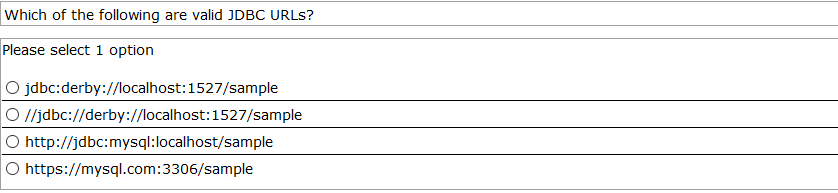 Which of the following are valid JDBC URLs?
Please select 1 option
jdbc:derby://localhost:1527/sample
//jdbc://derby://localhost:1527/sample
http://jdbc:mysql:localhost/sample
https://mysql.com:3306/sample